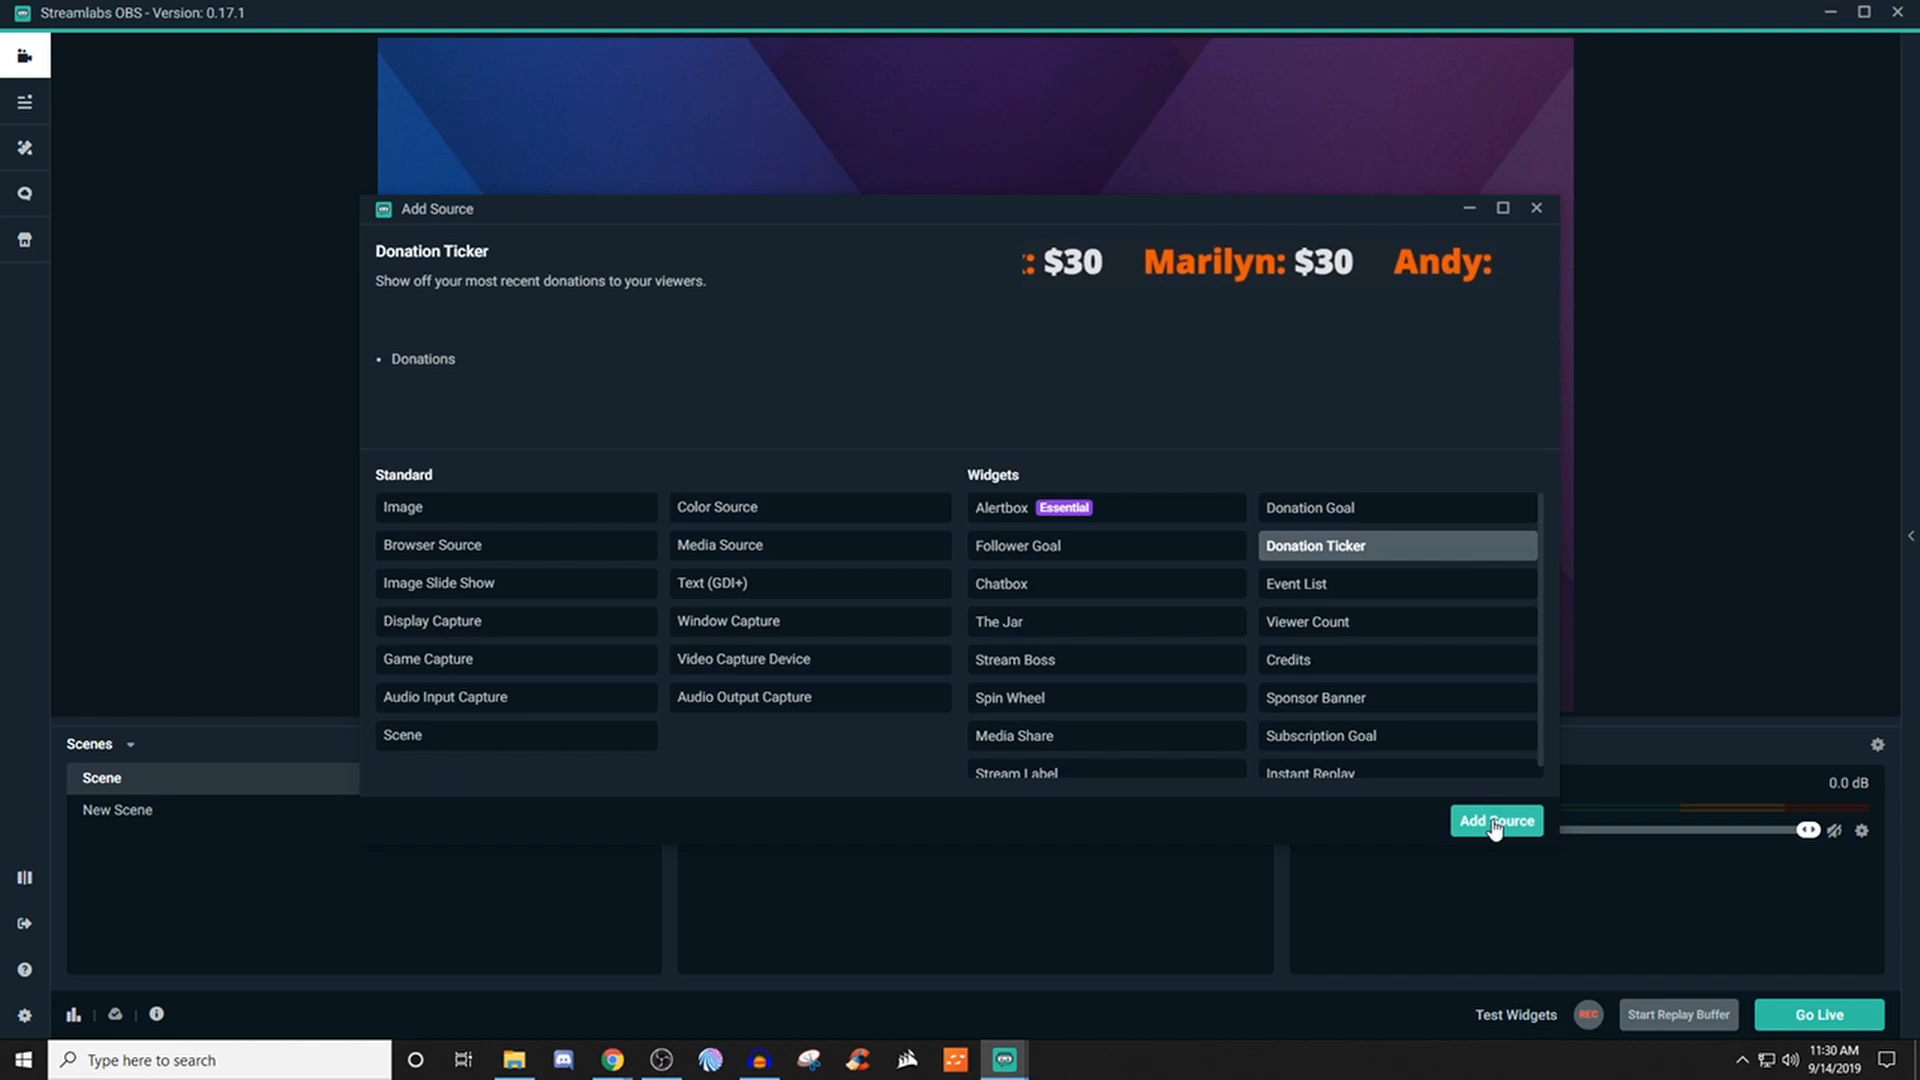 Streamlabs OBS - Version: 0.17.1
Add Source
Donation Ticker
Show off your most recent donations to your viewers.
: $30 Marilyn: $30 Andy:
• Donations
Standard
Image
Color Source
Browser Source
Media Source
Image Slide Show
Text (GDI+)
Display Capture
Window Capture
Game Capture
Video Capture Device
Audio Input Capture
Audio Output Capture
Scene
Widgets
Alertbox Essential
Donation Goal
Follower Goal
Donation Ticker
Chatbox
Event List
The Jar
Viewer Count
Stream Boss
Credits
Spin Wheel
Sponsor Banner
Media Share
Subscription Goal
Stream Label
Instant Replay
Add Source
Scenes
Scene
New Scene
0.0 dB
Test Widgets
REC
Start Replay Buffer
Go Live
Type here to search
11:30 AM
9/14/2019